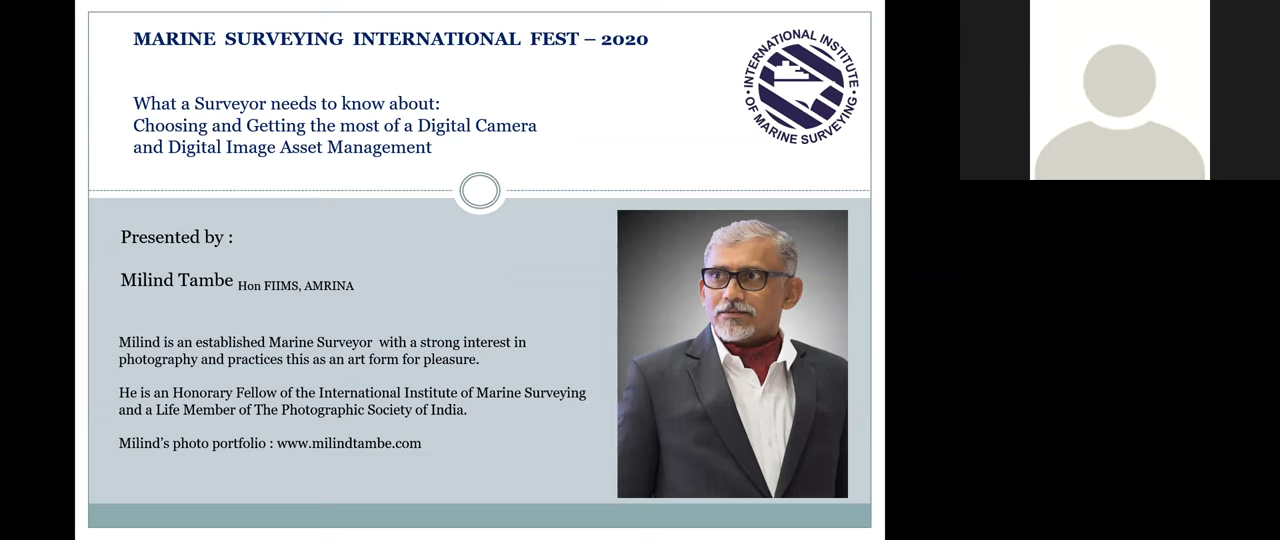 MARINE SURVEYING INTERNATIONAL FEST – 2020
INTERNATIONAL INSTITUTE
• OF MARINE SURVEYING •
What a Surveyor needs to know about:
Choosing and Getting the most of a Digital Camera
and Digital Image Asset Management
Presented by :
Milind Tambe Hon FIIMS, AMRINA
Milind is an established Marine Surveyor with a strong interest in
photography and practices this as an art form for pleasure.
He is an Honorary Fellow of the International Institute of Marine Surveying
and a Life Member of The Photographic Society of India.
Milind's photo portfolio : www.milindtambe.com